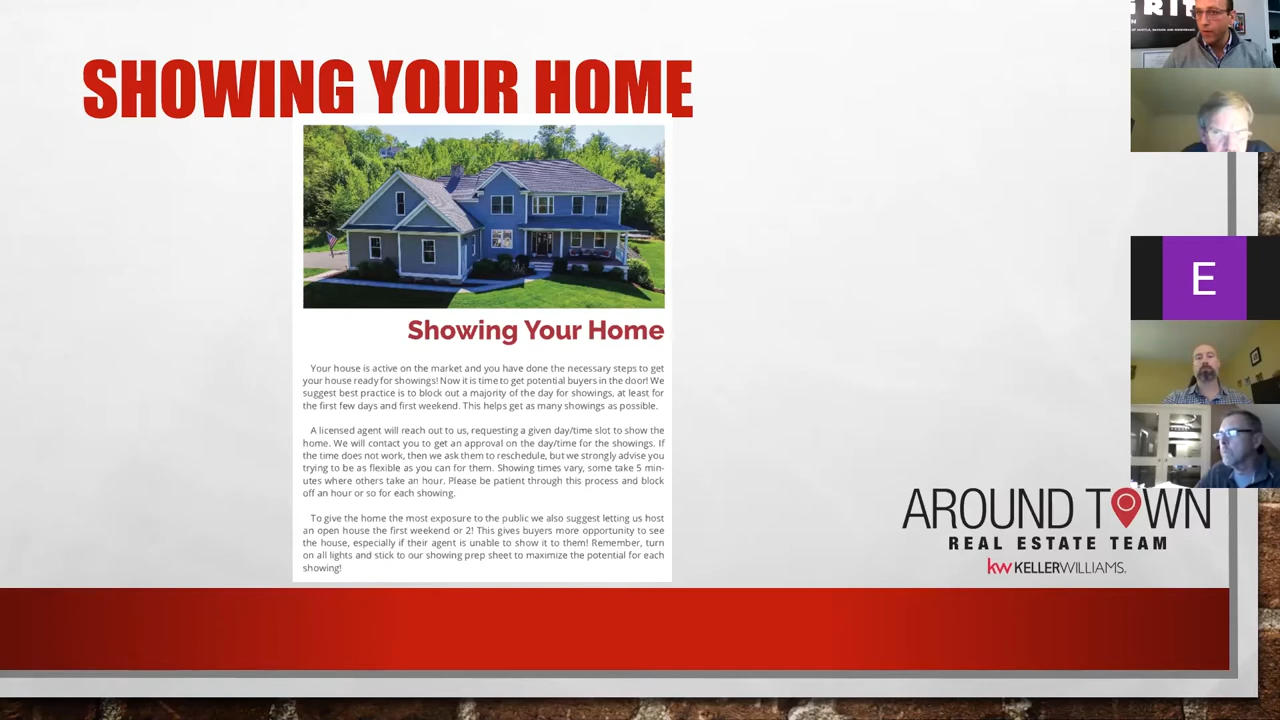 SHOWING YOUR HOME
Showing Your Home
Your house is active on the market and you have done the necessary steps to get
your house ready for showings! Now it is time to get potential buyers in the door! We
suggest best practice is to block out a majority of the day for showings, at least for
the first few days and first weekend. This helps get as many showings as possible.
A licensed agent will reach out to us, requesting a given day/time slot to show the
home. We will contact you to get an approval on the day/time for the showings. If
the time does not work, then we ask them to reschedule, but we strongly advise you
trying to be as flexible as you can for them. Showing times vary, some take 5 min-
utes where others take an hour. Please be patient through this process and block
off an hour or so for each showing.
To give the home the most exposure to the public we also suggest letting us host
an open house the first weekend or 2! This gives buyers more opportunity to see
the house, especially if their agent is unable to show it to them! Remember, turn
on all lights and stick to our showing prep sheet to maximize the potential for each
showing!
E
AROUND TOWN
REAL ESTATE TEAM
kw KELLERWILLIAMS.